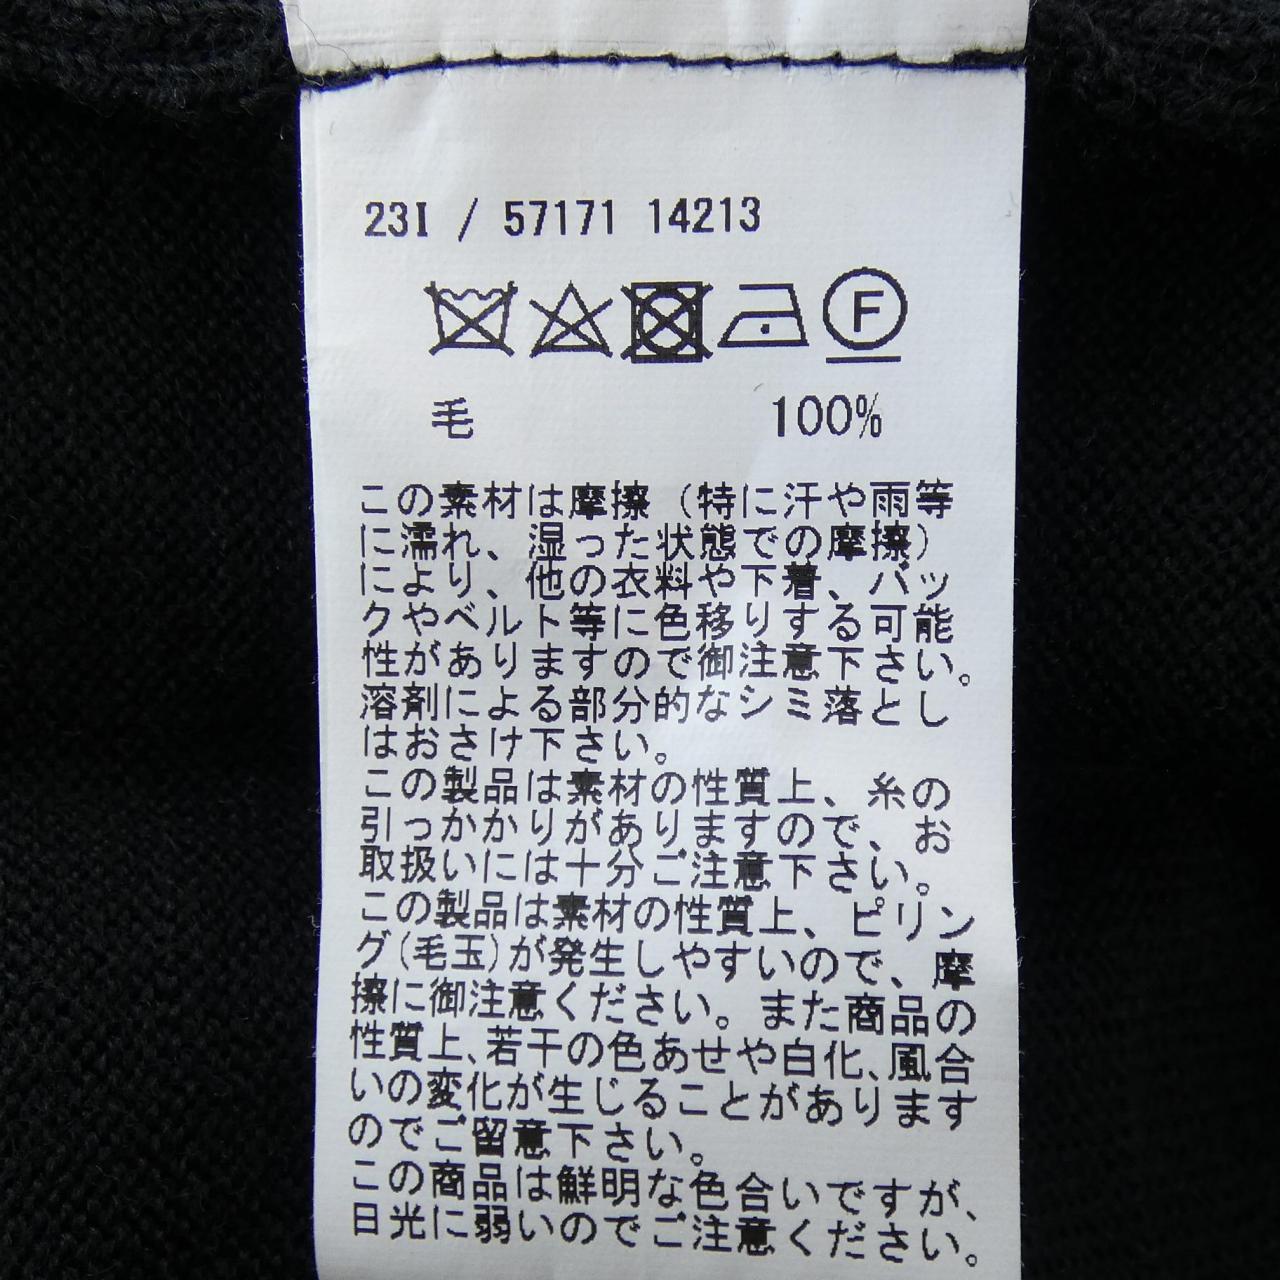 23I / 57171 14213
F
毛 100%
この素材は摩擦（特に汗や雨等
に濡れ、湿った状態での摩擦）
により、他の衣料や下着、バッ
クやベルト等に色移りする可能
性がありますので御注意下さい。
溶剤による部分的なシミ落とし
はおさけ下さい。
この製品は素材の性質上、糸の
引っかかりがありますので、お
取扱いには十分ご注意下さい。
この製品は素材の性質上、ピリン
グ(毛玉)が発生しやすいので、摩
擦に御注意ください。また商品の
性質上、若干の色あせや白化、風合
いの変化が生じることがあります
のでご留意下さい。
この商品は鮮明な色合いですが、
日光に弱いのでご注意ください。